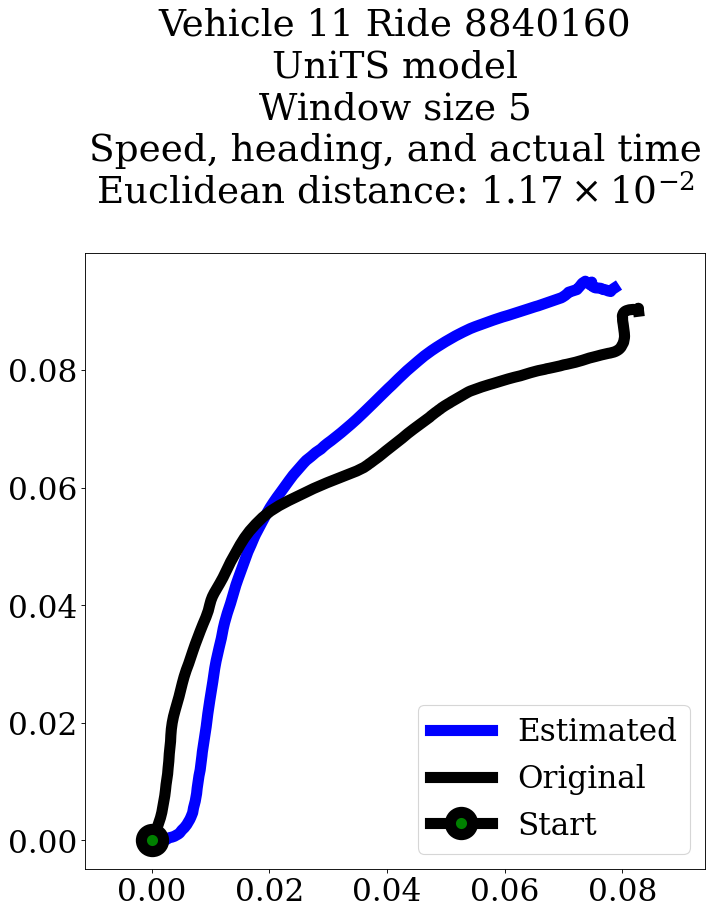 Vehicle 11 Ride 8840160
UniTS model
Window size 5
Speed, heading, and actual time
Euclidean distance: 1.17 × 10⁻²
0.08
0.06
0.04
0.02
0.00
Estimated
Original
Start
0.00 0.02 0.04 0.06 0.08